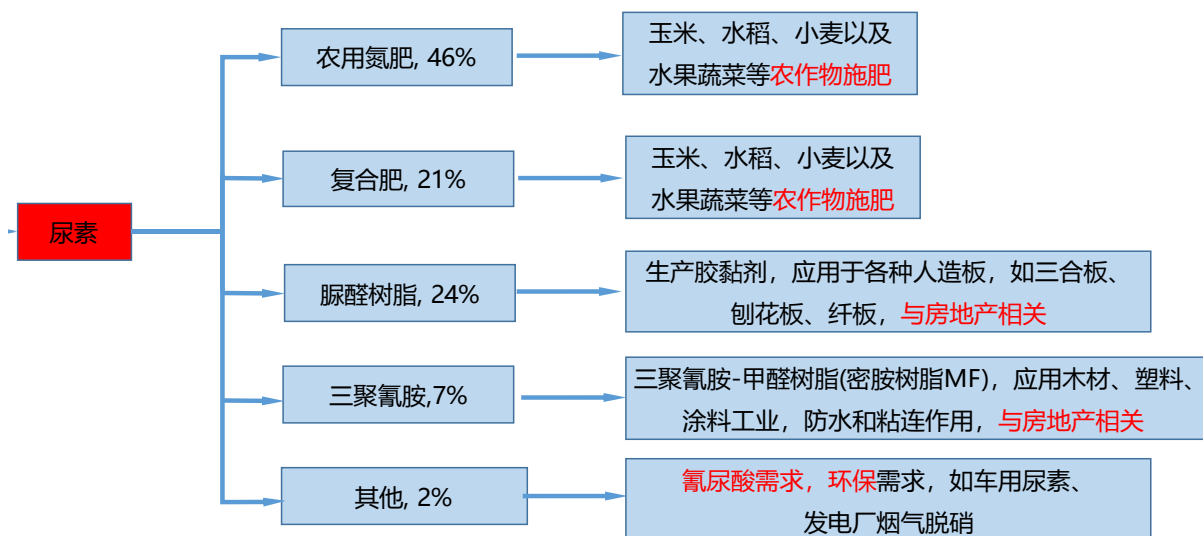 农用氮肥, 46%
玉米、水稻、小麦以及
水果蔬菜等农作物施肥
复合肥, 21%
玉米、水稻、小麦以及
水果蔬菜等农作物施肥
尿素
脲醛树脂, 24%
生产胶黏剂，应用于各种人造板，如三合板、
刨花板、纤板，与房地产相关
三聚氰胺,7%
三聚氰胺-甲醛树脂(密胺树脂MF)，应用木材、塑料、
涂料工业，防水和粘连作用，与房地产相关
其他, 2%
氰尿酸需求，环保需求，如车用尿素、
发电厂烟气脱硝